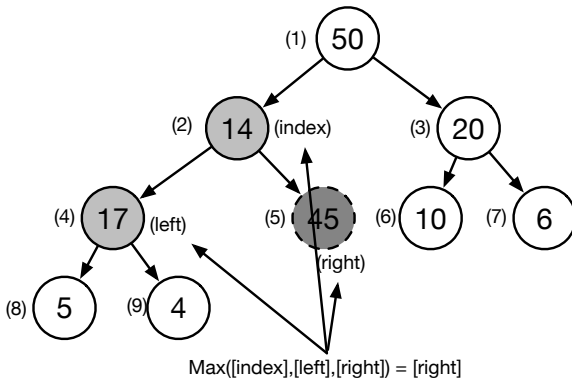 (1) 50
(2) 14 (index) (3) 20
(4) 17 (left) (5) 45 (right) (6) 10 (7) 6
(8) 5 (9) 4
Max([index],[left],[right]) = [right]